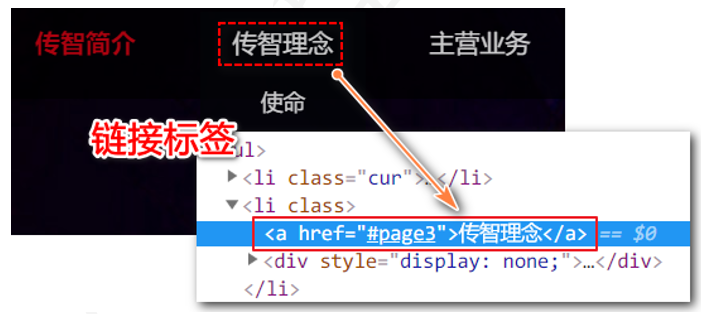 传智简介 传智理念 主营业务
使命
链接标签
ul>
▶<li class="cur">…</li>
▼<li class>
<a href="#page3">传智理念</a> == $0
▶<div style="display: none;">…</div>
</li>